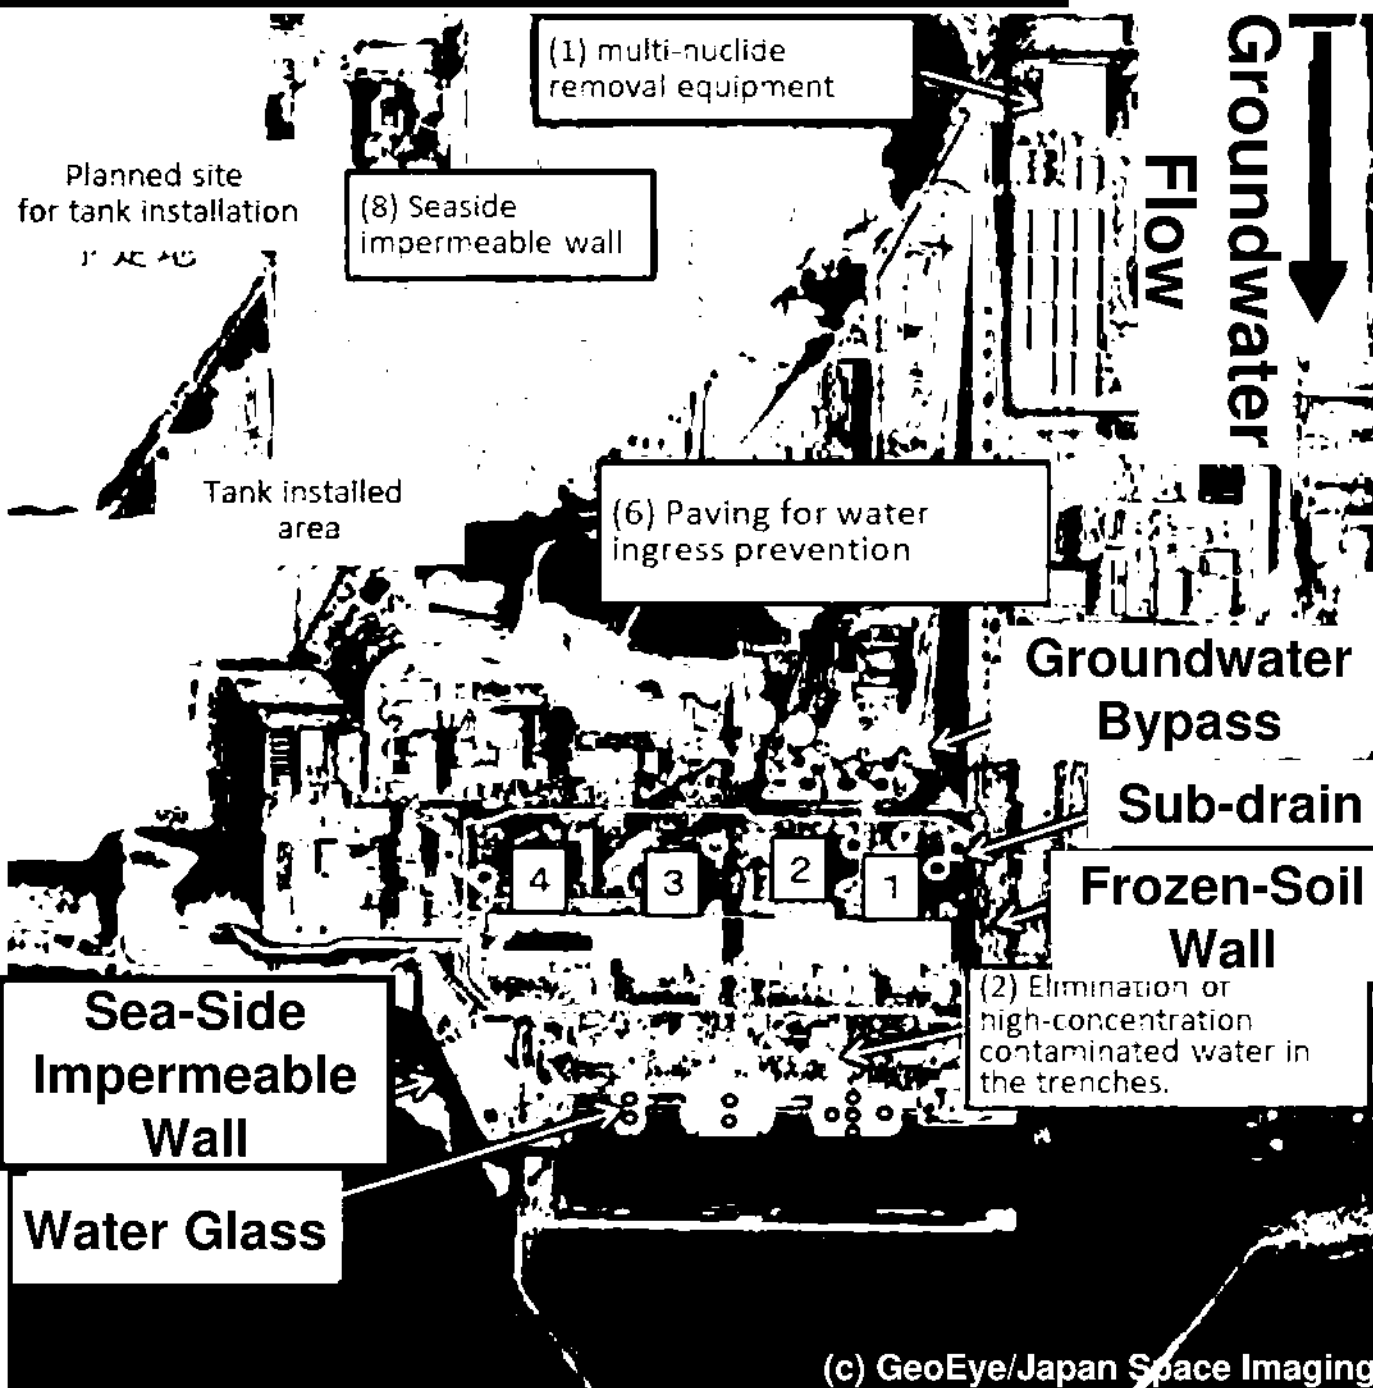 (1) multi-nuclide
removal equipment
Groundwater
Flow
Planned site
for tank installation
(8) Seaside
impermeable wall
Tank installed
area
(6) Paving for water
ingress prevention
Groundwater
Bypass
Sub-drain
4
3
2
1
Frozen-Soil
Wall
(2) Elimination of
high-concentration
contaminated water in
the trenches.
Sea-Side
Impermeable
Wall
Water Glass
(c) GeoEye/Japan Space Imaging